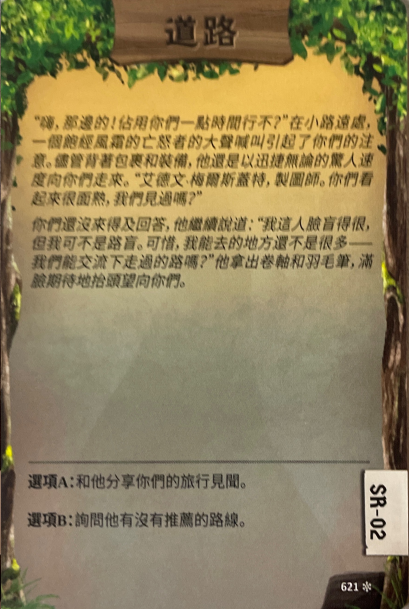 道路
“嗨，那邊的！佔用你們一點時間行不？”在小路遠處，
一個飽經風霜的亡怒者的大聲喊叫引起了你們的注
意。儘管背著包裹和裝備，他還是以迅捷無倫的驚人速
度向你們走來。“艾德文·梅爾斯蓋特，製圖師。你們看
起來很面熟，我們見過嗎？”
你們還沒來得及回答，他繼續說道：“我這人臉盲得很，
但我可不是路盲。可惜，我能去的地方還不是很多——
我們能交流下走過的路嗎？”他拿出卷軸和羽毛筆，滿
臉期待地抬頭望向你們。
選項A：和他分享你們的旅行見聞。
選項B：詢問他有沒有推薦的路線。
SR-02
621